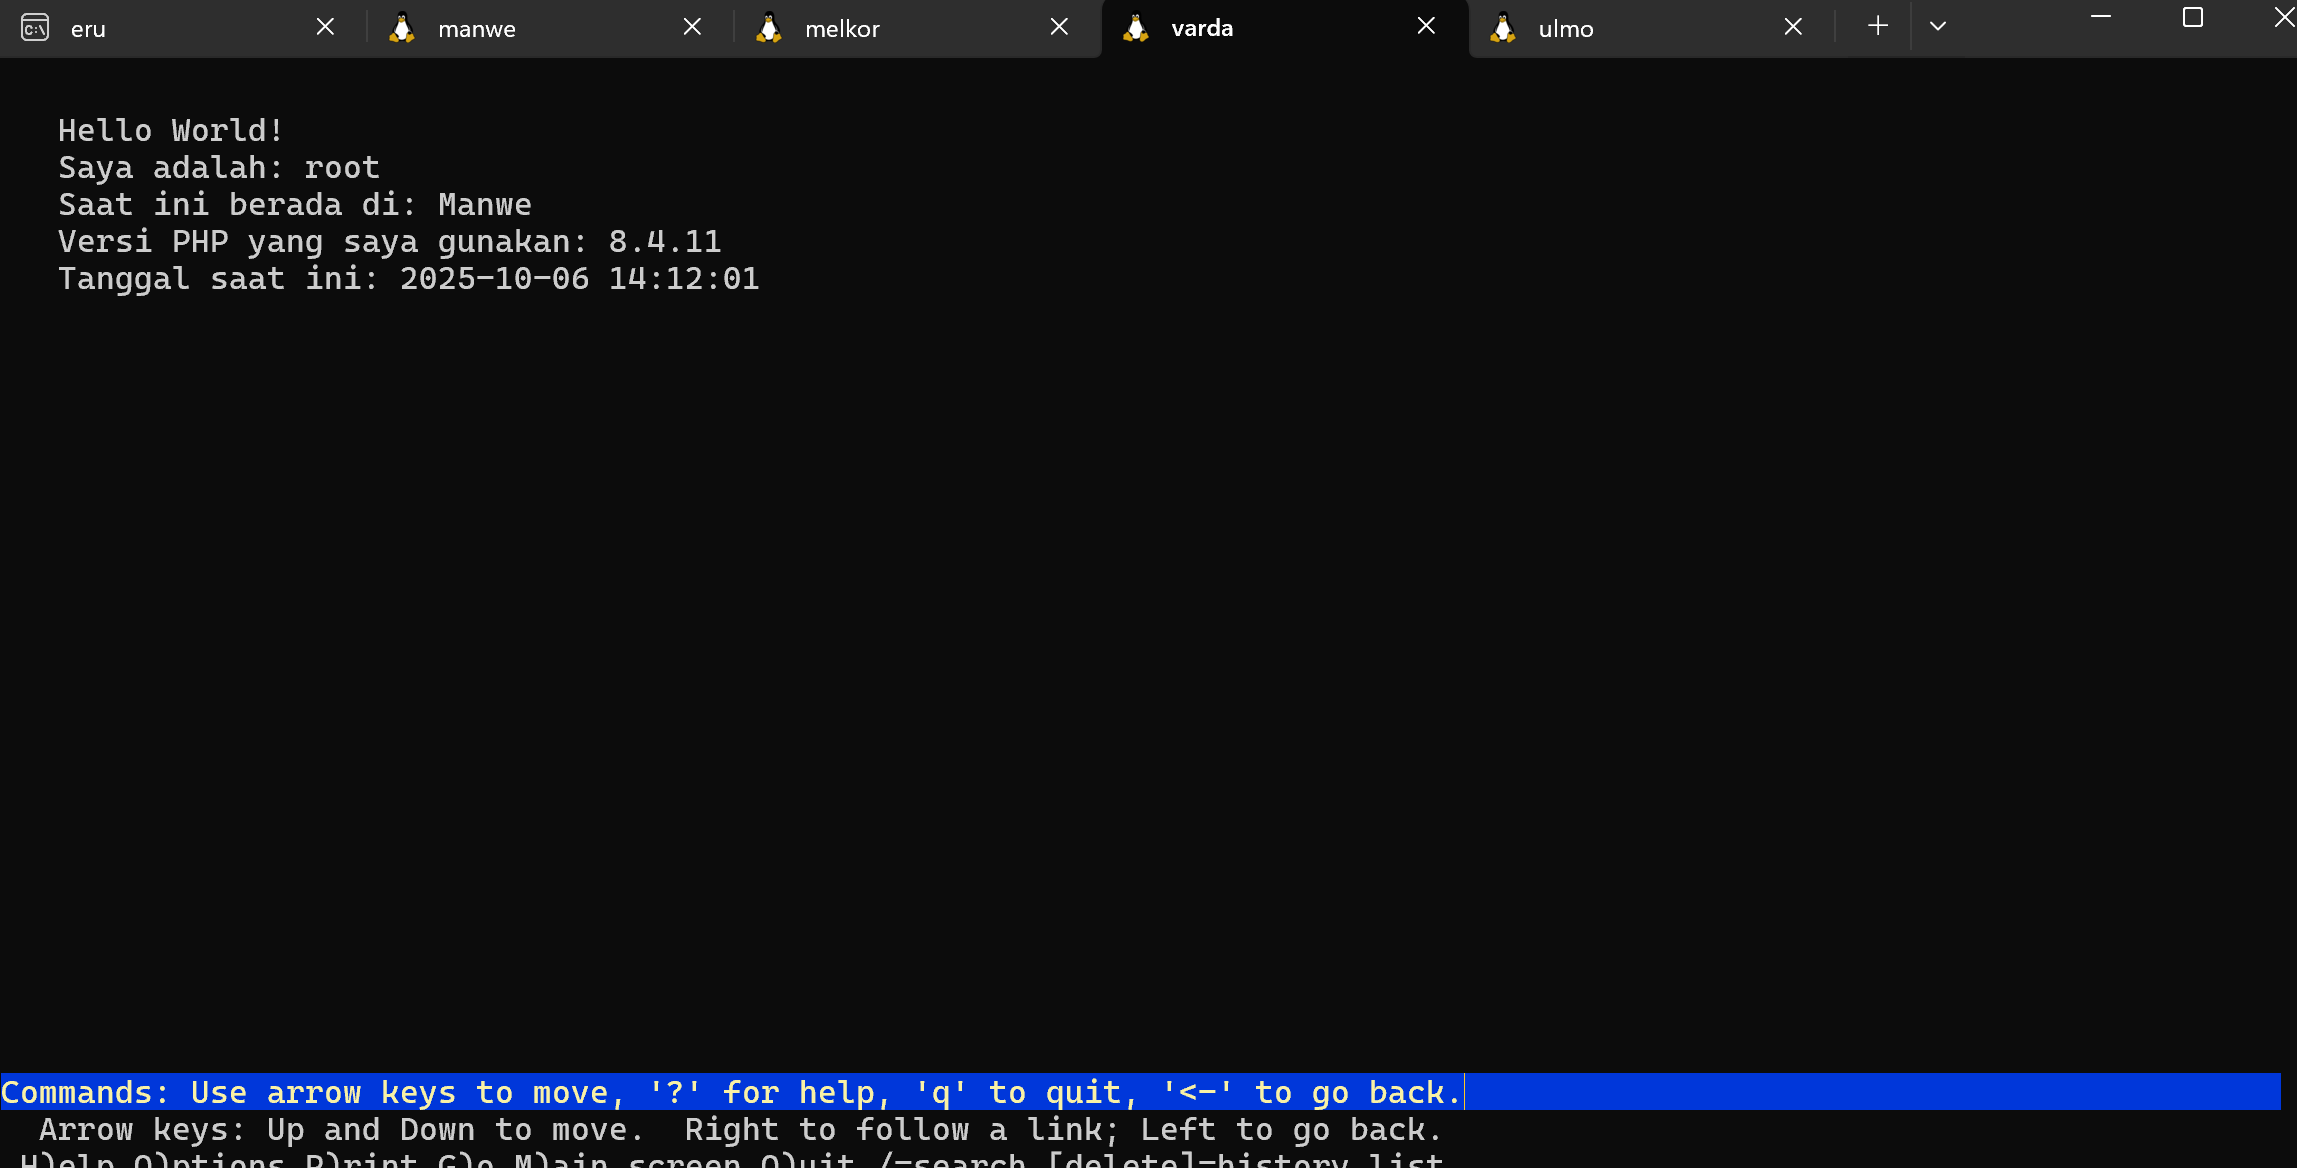 eru manwe melkor varda ulmo
Hello World!
Saya adalah: root
Saat ini berada di: Manwe
Versi PHP yang saya gunakan: 8.4.11
Tanggal saat ini: 2025-10-06 14:12:01
Commands: Use arrow keys to move, '?' for help, 'q' to quit, '<-' to go back.
Arrow keys: Up and Down to move. Right to follow a link; Left to go back.
H)elp O)ptions P)rint G)o M)ain screen Q)uit /=search [delete]=history list